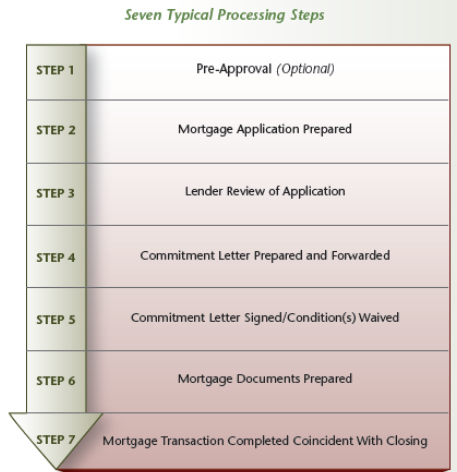 Seven Typical Processing Steps
STEP 1
Pre-Approval (Optional)
STEP 2
Mortgage Application Prepared
STEP 3
Lender Review of Application
STEP 4
Commitment Letter Prepared and Forwarded
STEP 5
Commitment Letter Signed/Condition(s) Waived
STEP 6
Mortgage Documents Prepared
STEP 7
Mortgage Transaction Completed Coincident With Closing